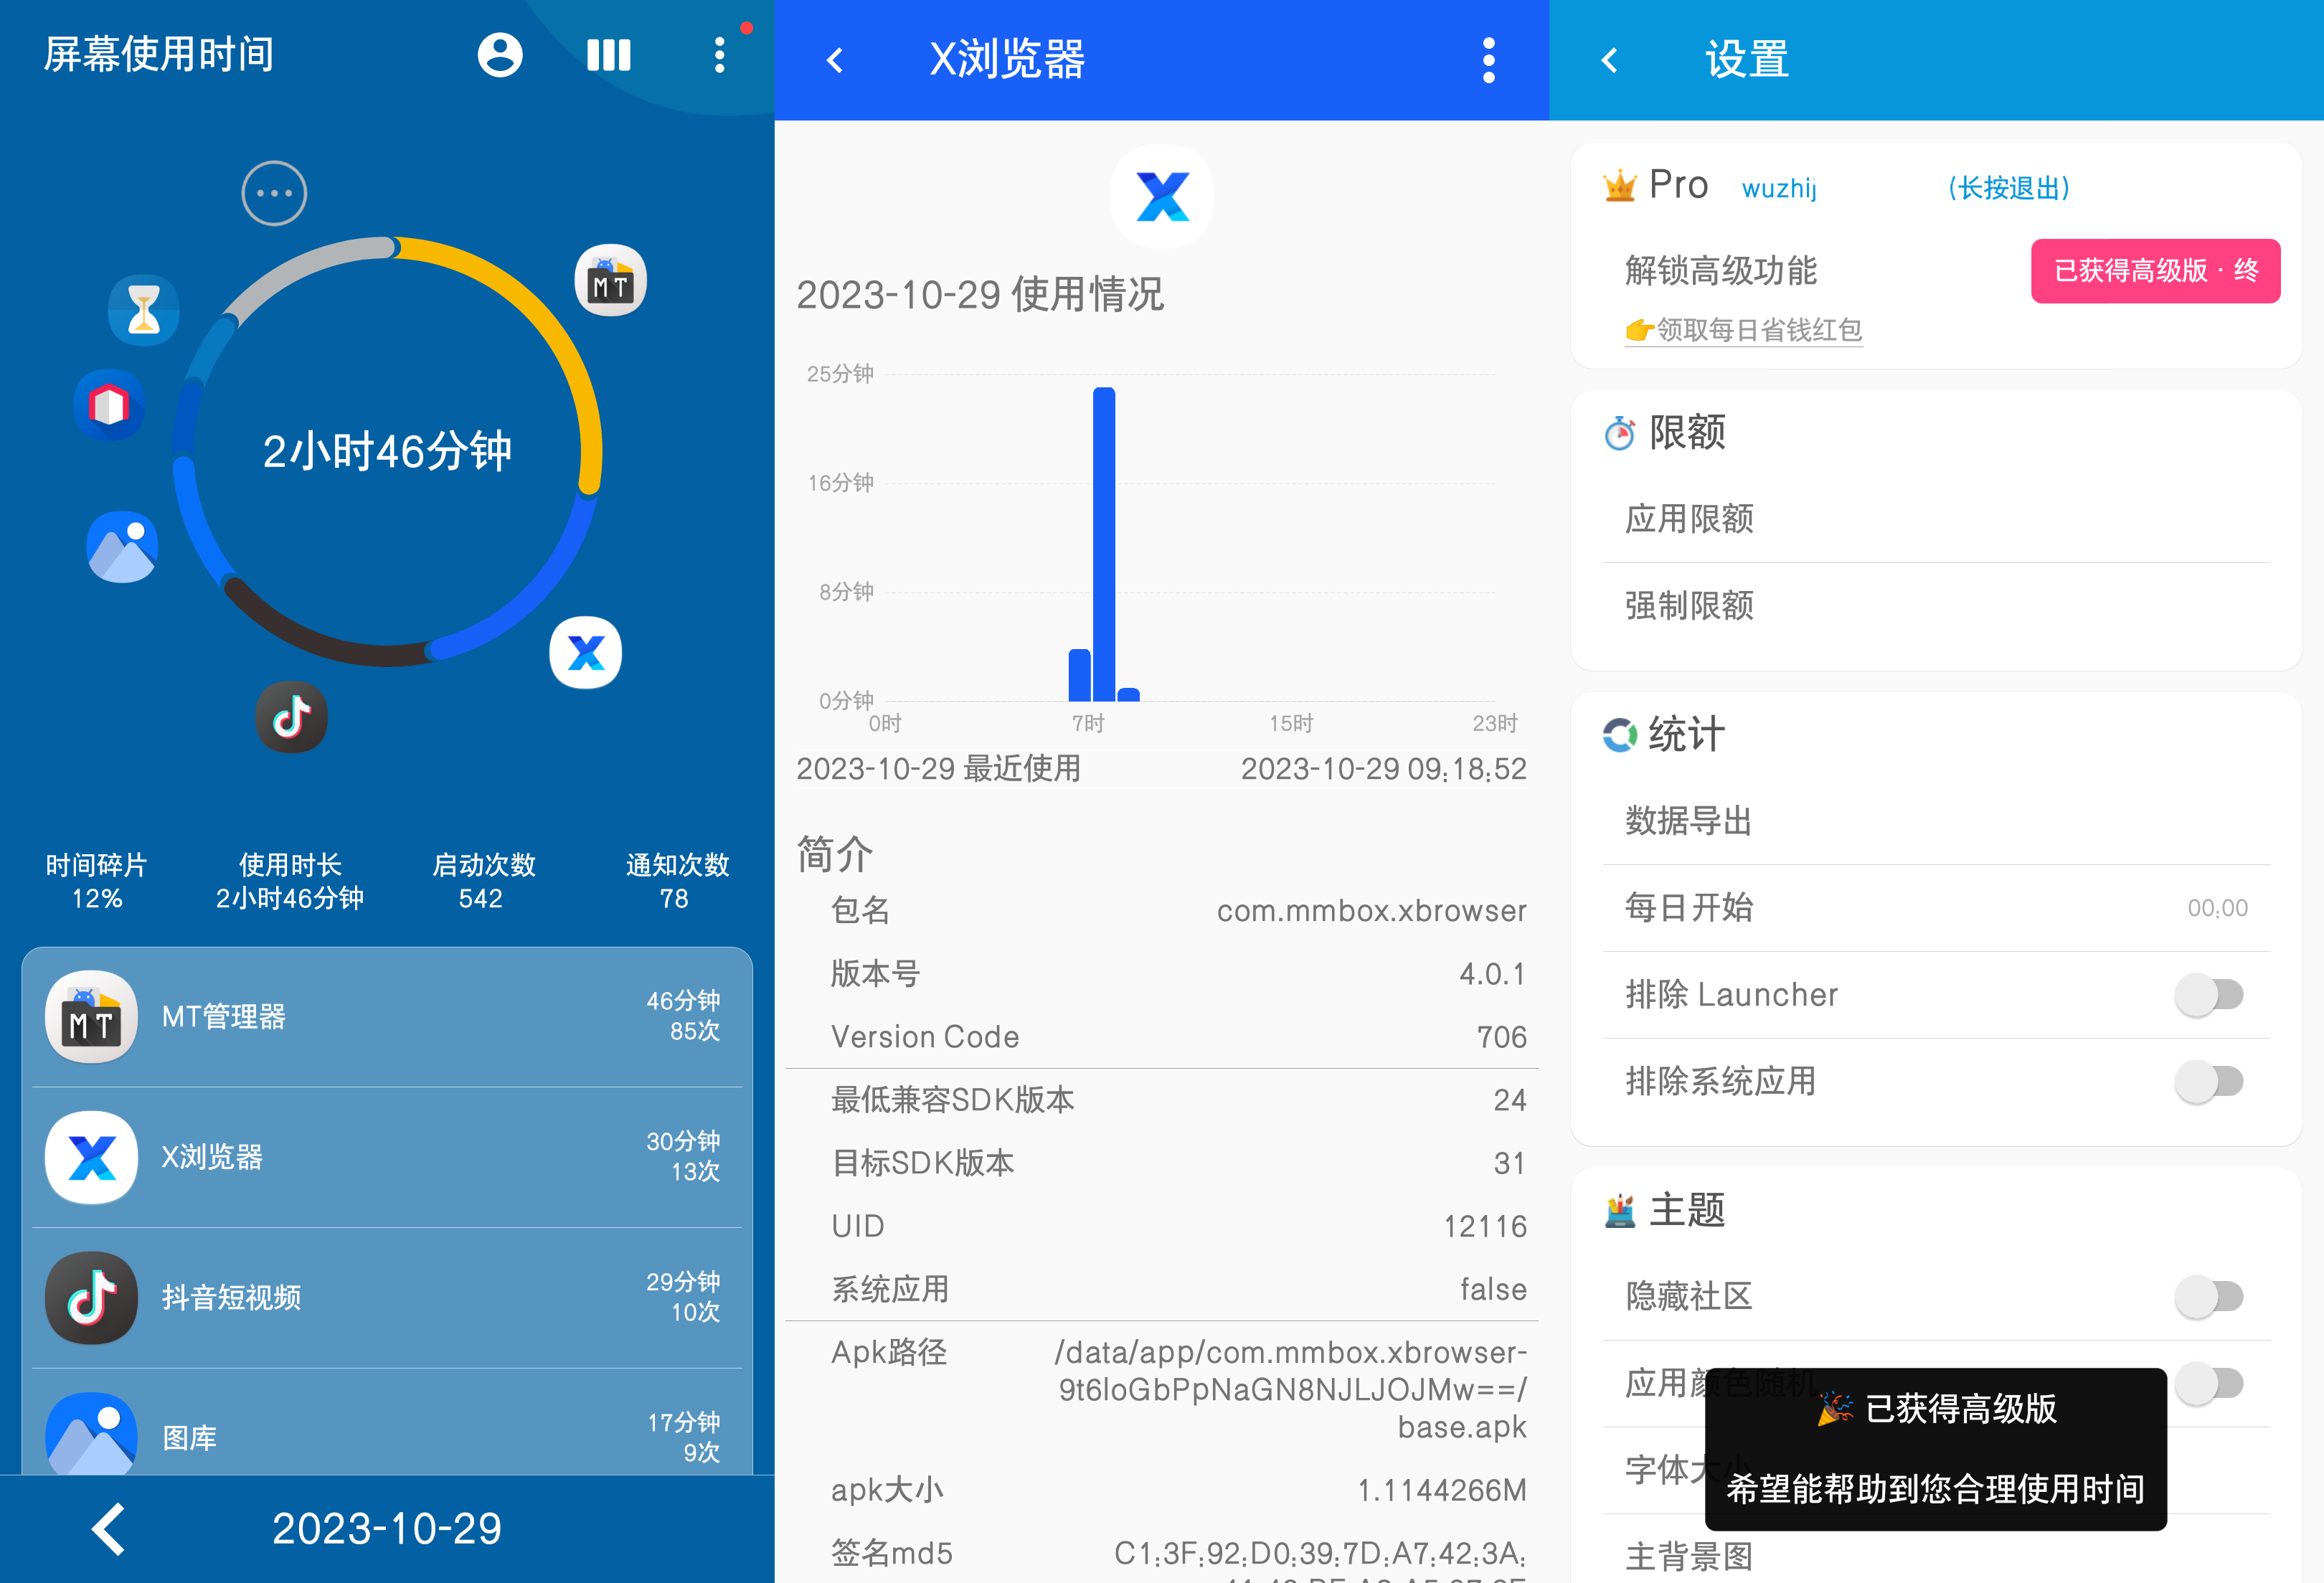 屏幕使用时间
2小时46分钟
时间碎片
12%
使用时长
2小时46分钟
启动次数
542
通知次数
78
MT管理器
46分钟
85次
X浏览器
30分钟
13次
抖音短视频
29分钟
10次
图库
17分钟
9次
2023-10-29
X浏览器
2023-10-29 使用情况
25分钟
16分钟
8分钟
0分钟
0时
7时
15时
23时
2023-10-29 最近使用
2023-10-29 09:18:52
简介
包名
com.mmbox.xbrowser
版本号
4.0.1
Version Code
706
最低兼容SDK版本
24
目标SDK版本
31
UID
12116
系统应用
false
Apk路径
/data/app/com.mmbox.xbrowser-
9t6loGbPpNaGN8NJLJOJMw==/
base.apk
apk大小
1.1144266M
签名md5
C1:3F:92:D0:39:7D:A7:42:3A:
设置
Pro
wuzhij
(长按退出)
解锁高级功能
已获得高级版 · 终
领取每日省钱红包
限额
应用限额
强制限额
统计
数据导出
每日开始
00:00
排除 Launcher
排除系统应用
主题
隐藏社区
应用颜色随机
字体大小
已获得高级版
希望能帮助到您合理使用时间
主背景图